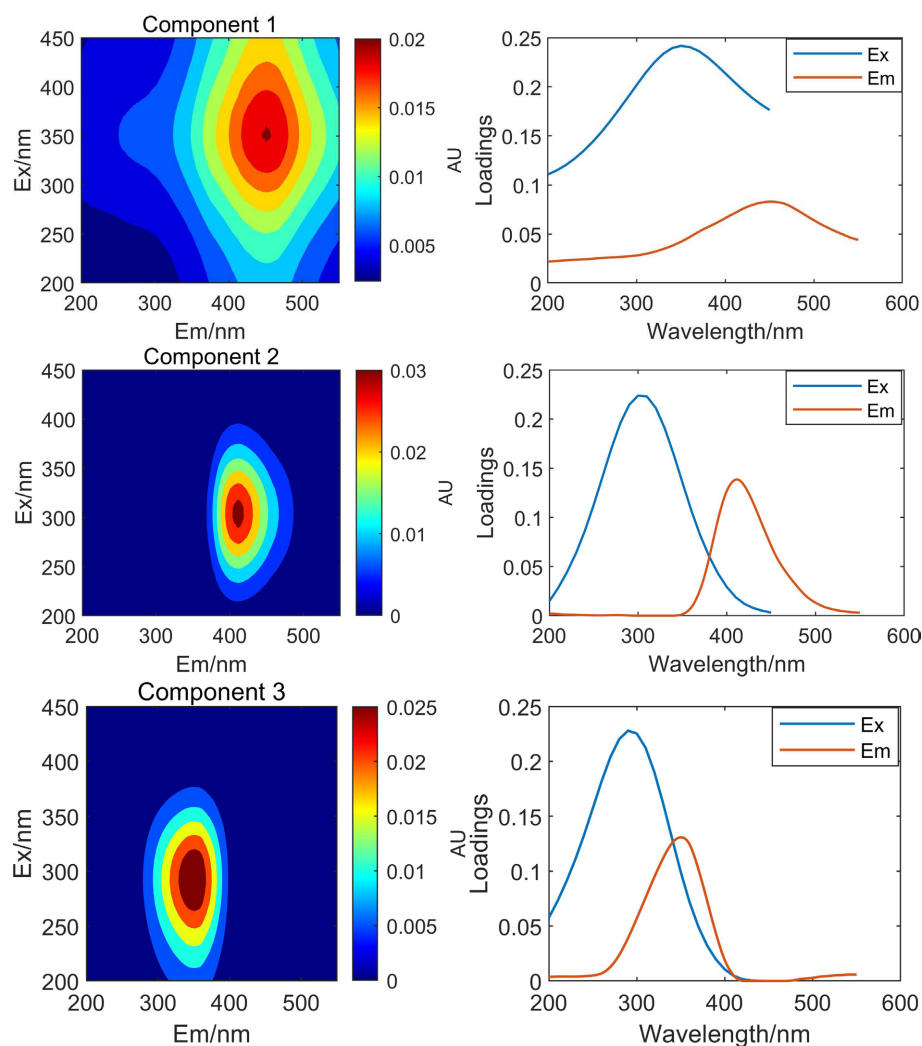 Component 1
450
400
350
300
250
200
200 300 400 500
Ex/nm
Em/nm
0.02
0.015
0.01
0.005
AU
0.25
0.2
0.15
0.1
0.05
0
200 300 400 500 600
Loadings
Wavelength/nm
Ex
Em
Component 2
450
400
350
300
250
200
200 300 400 500
Ex/nm
Em/nm
0.03
0.02
0.01
0
AU
0.25
0.2
0.15
0.1
0.05
0
200 300 400 500 600
Loadings
Wavelength/nm
Ex
Em
Component 3
450
400
350
300
250
200
200 300 400 500
Ex/nm
Em/nm
0.025
0.02
0.015
0.01
0.005
0
AU
0.25
0.2
0.15
0.1
0.05
0
200 300 400 500 600
Loadings
Wavelength/nm
Ex
Em